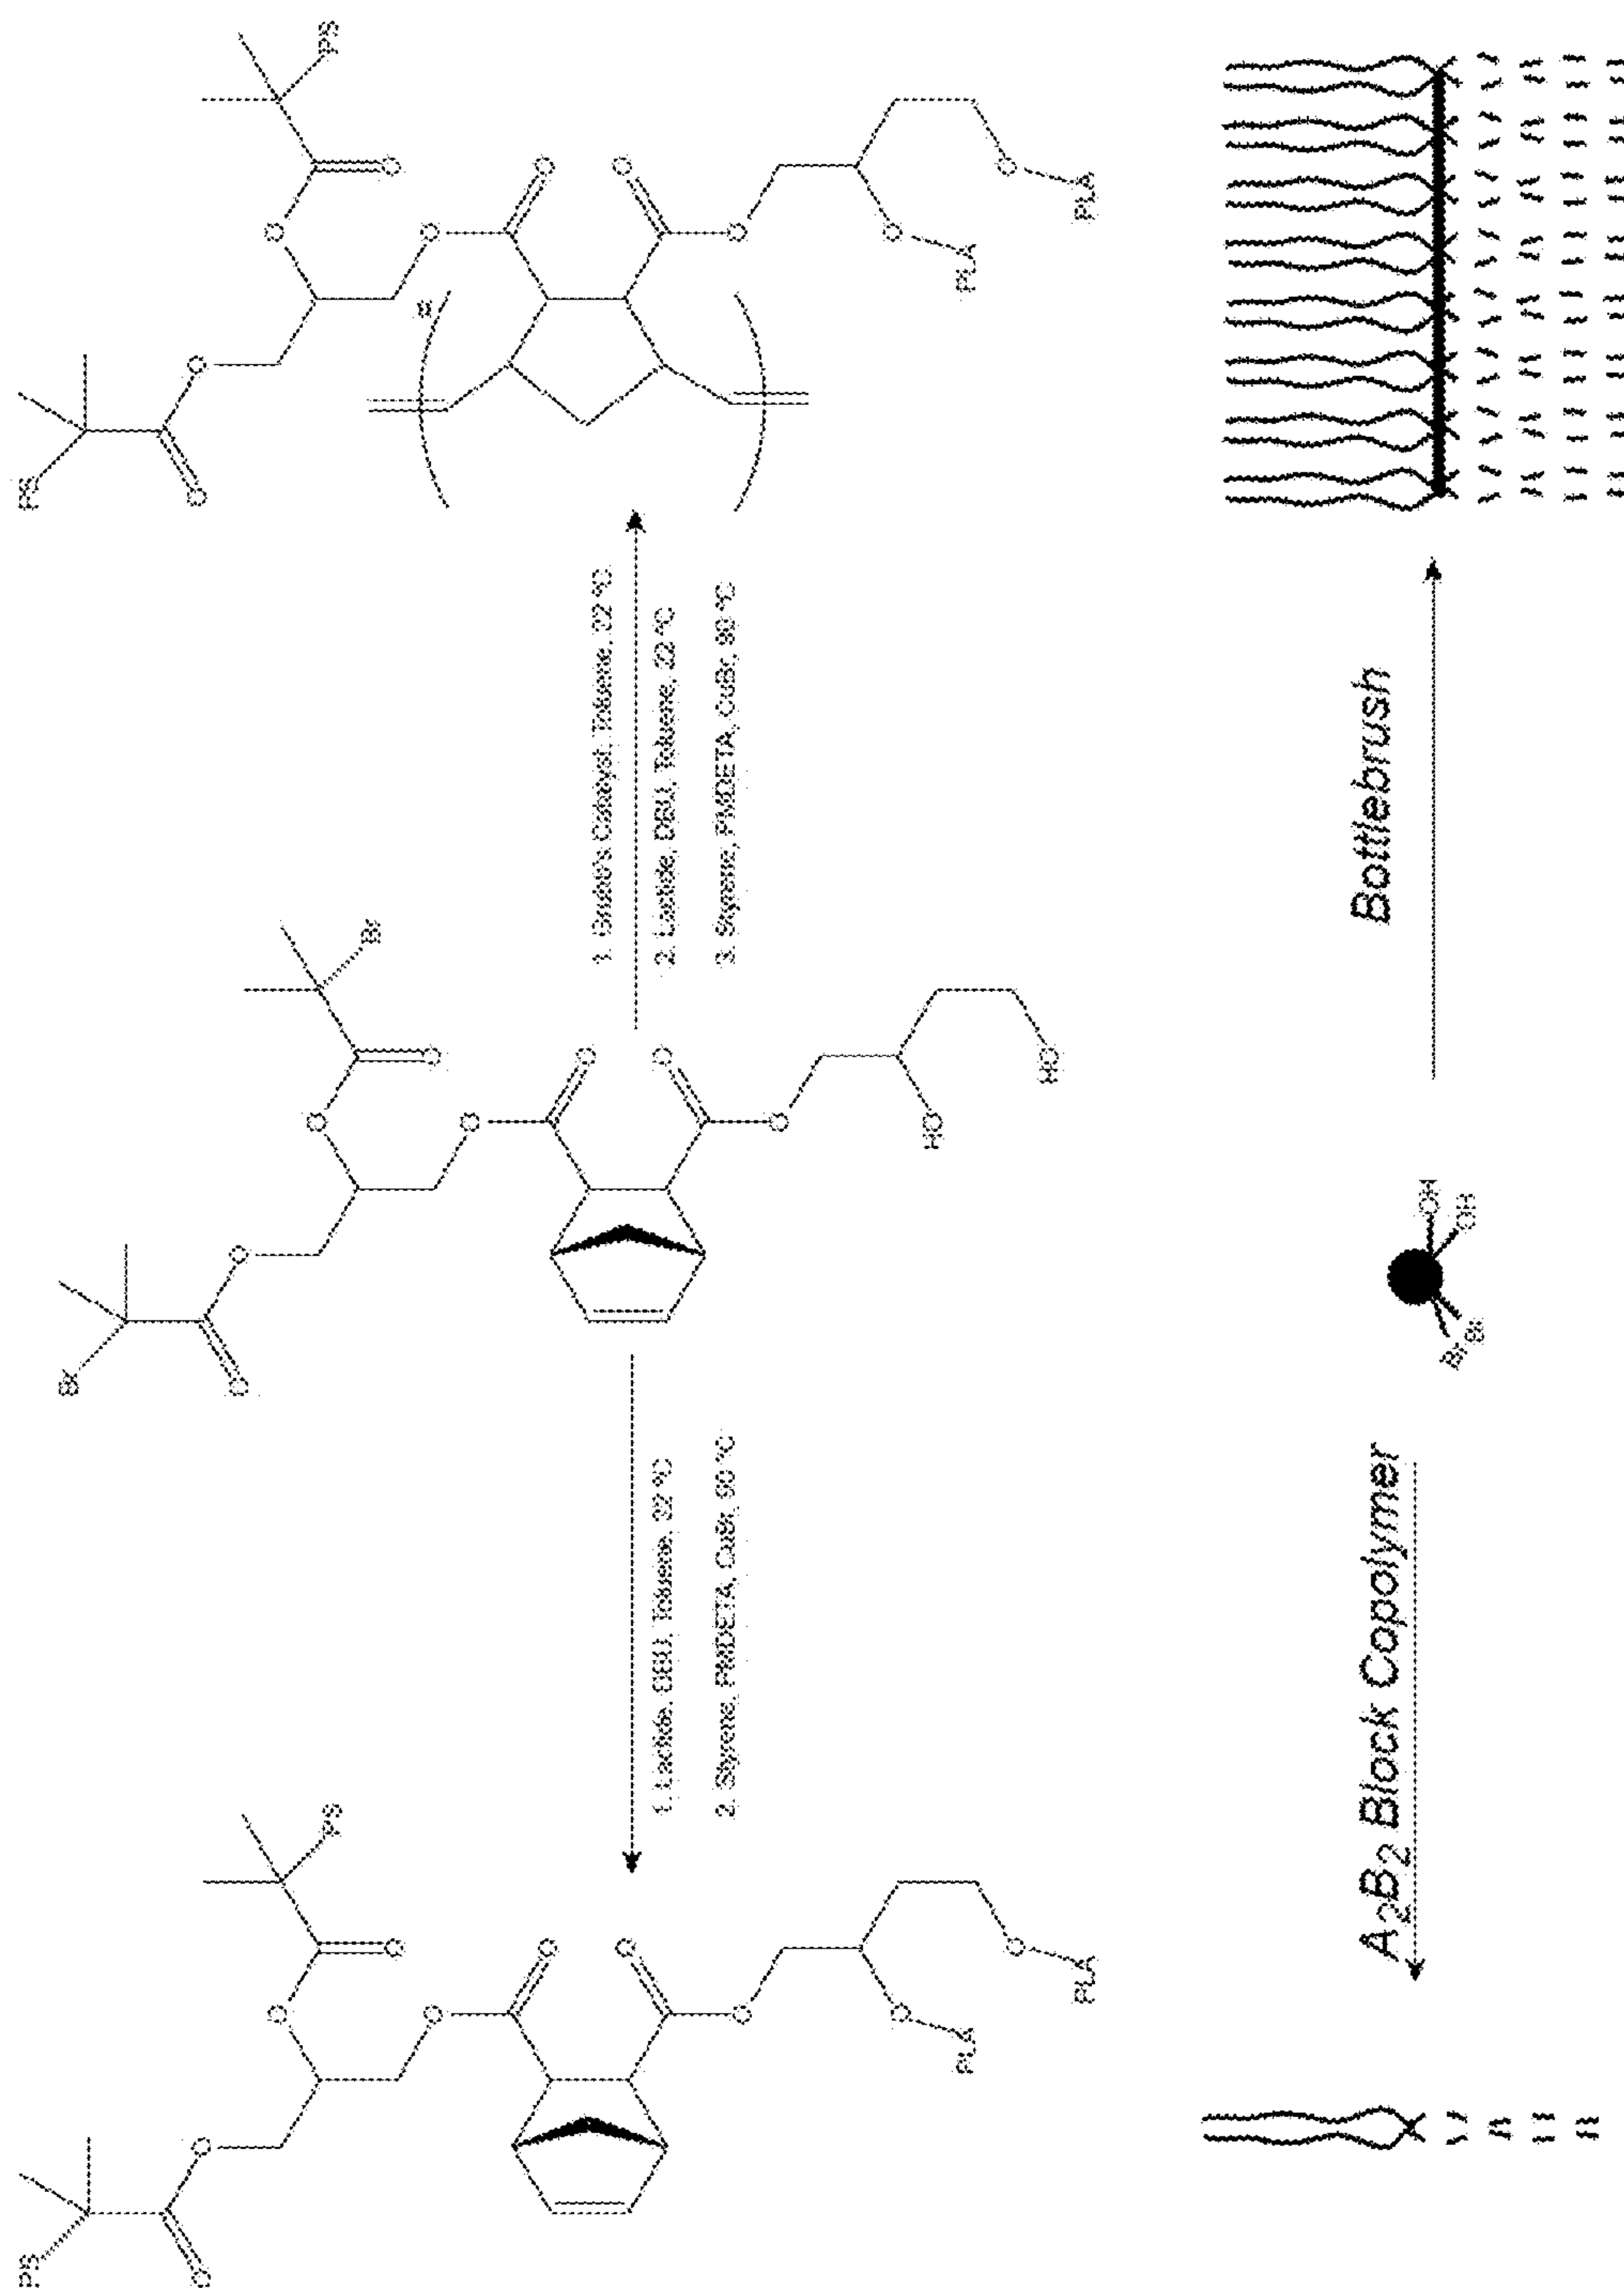 PS
O
O
O
O
PS
O
O
O
O
PLA
O
PLA
O
1. Lactide, DBU, Toluene, 22 °C
2. Styrene, PMDETA, CuBr, 90 °C
Br
O
O
O
O
Br
O
O
O
O
HO
HO
1. Grubb's Catalyst, Toluene, 22 °C
2. Lactide, DBU, Toluene, 22 °C
3. Styrene, PMDETA, CuBr, 90 °C
PS
O
O
O
O
PS
n
O
O
O
O
PLA
O
PLA
O
A2B2 Block Copolymer
Br
Br
OH
OH
Bottlebrush